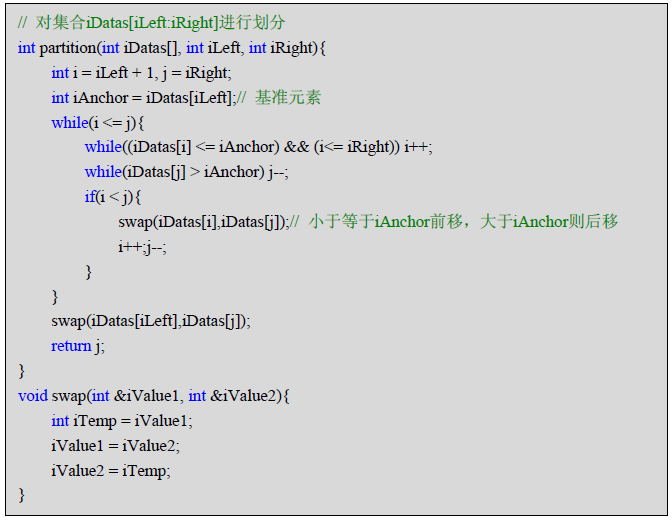 // 对集合iDatas[iLeft:iRight]进行划分
int partition(int iDatas[], int iLeft, int iRight){
int i = iLeft + 1, j = iRight;
int iAnchor = iDatas[iLeft];// 基准元素
while(i <= j){
while((iDatas[i] <= iAnchor) && (i<= iRight)) i++;
while(iDatas[j] > iAnchor) j--;
if(i < j){
swap(iDatas[i],iDatas[j]);// 小于等于iAnchor前移，大于iAnchor则后移
i++;j--;
}
}
swap(iDatas[iLeft],iDatas[j]);
return j;
}
void swap(int &iValue1, int &iValue2){
int iTemp = iValue1;
iValue1 = iValue2;
iValue2 = iTemp;
}